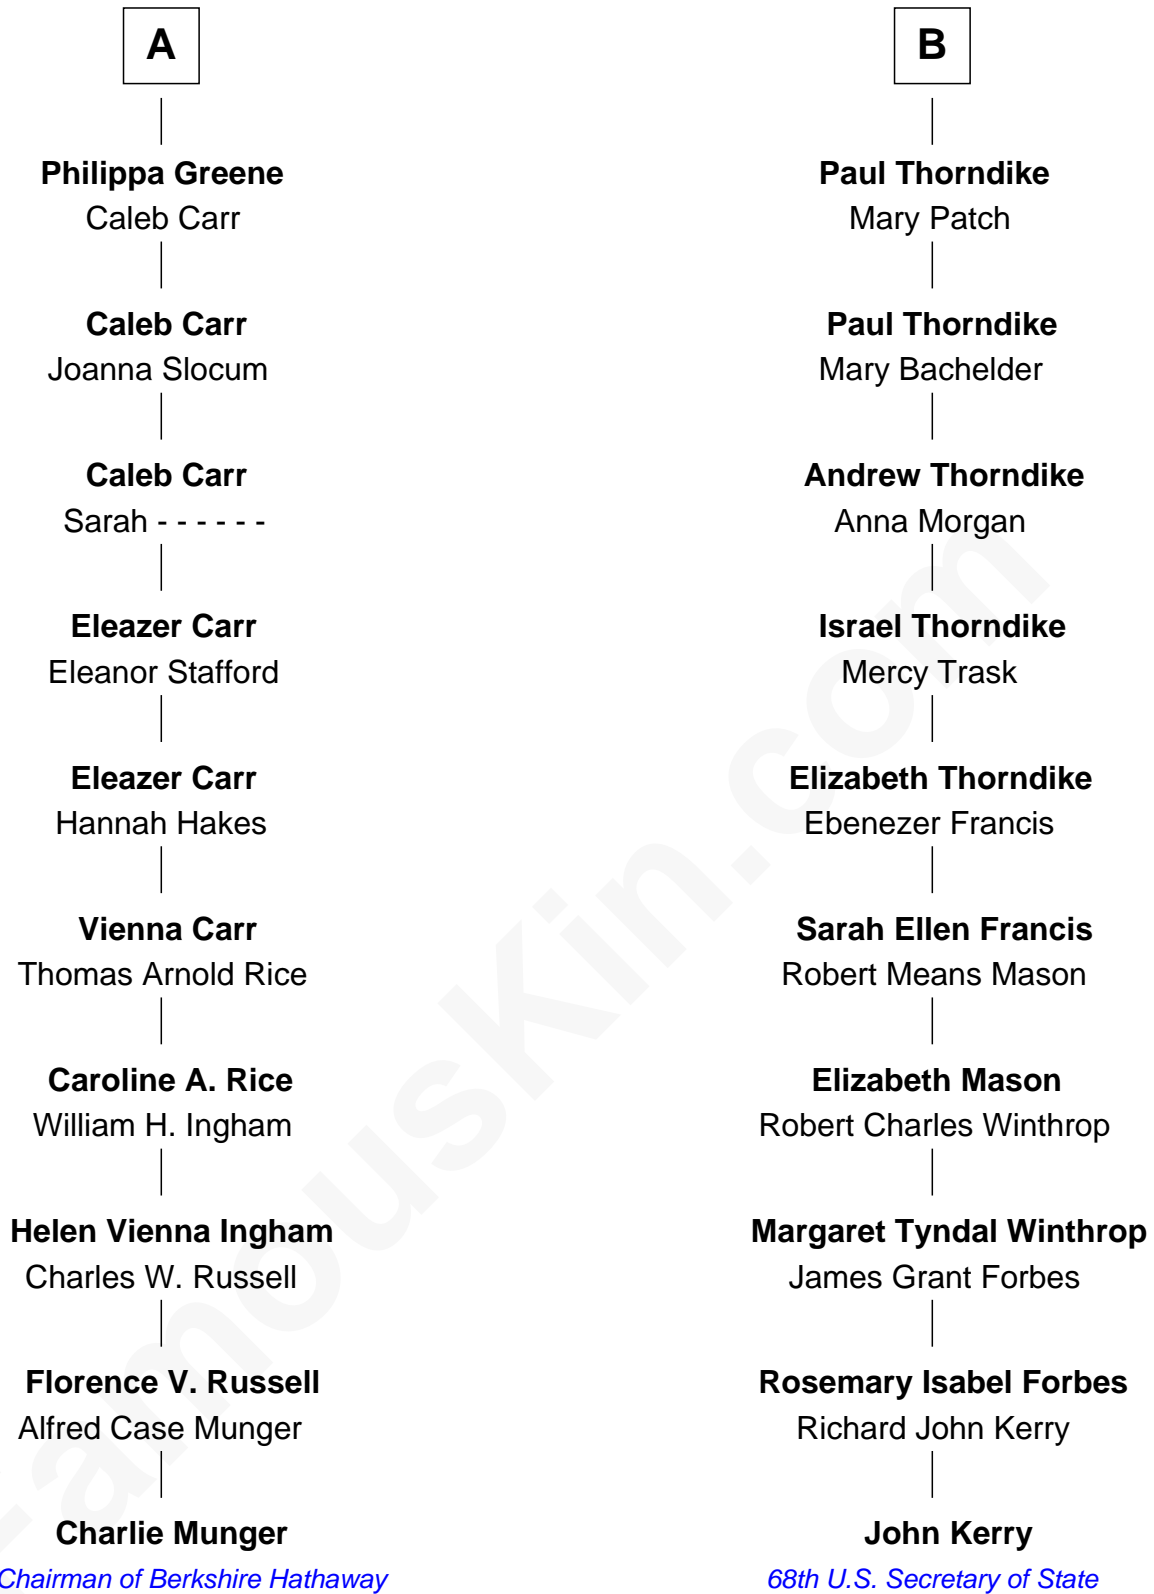 A
Philippa Greene
Caleb Carr
Caleb Carr
Joanna Slocum
Caleb Carr
Sarah - - - - - -
Eleazer Carr
Eleanor Stafford
Eleazer Carr
Hannah Hakes
Vienna Carr
Thomas Arnold Rice
Caroline A. Rice
William H. Ingham
Helen Vienna Ingham
Charles W. Russell
Florence V. Russell
Alfred Case Munger
Charlie Munger
Chairman of Berkshire Hathaway
B
Paul Thorndike
Mary Patch
Paul Thorndike
Mary Bachelder
Andrew Thorndike
Anna Morgan
Israel Thorndike
Mercy Trask
Elizabeth Thorndike
Ebenezer Francis
Sarah Ellen Francis
Robert Means Mason
Elizabeth Mason
Robert Charles Winthrop
Margaret Tyndal Winthrop
James Grant Forbes
Rosemary Isabel Forbes
Richard John Kerry
John Kerry
68th U.S. Secretary of State
FamousKin.com